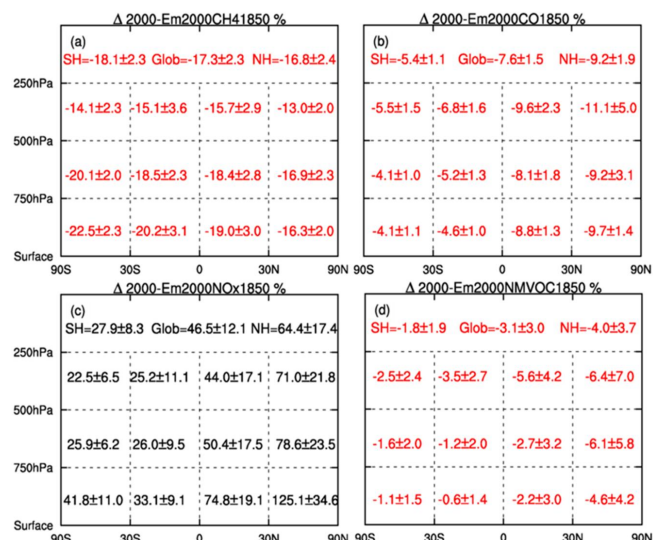 Δ 2000-Em2000CH41850 %
(a)
SH=-18.1±2.3 Glob=-17.3±2.3 NH=-16.8±2.4
250hPa
-14.1±2.3 -15.1±3.6 -15.7±2.9 -13.0±2.0
500hPa
-20.1±2.0 -18.5±2.3 -18.4±2.8 -16.9±2.3
750hPa
-22.5±2.3 -20.2±3.1 -19.0±3.0 -16.3±2.0
Surface
90S 30S 0 30N 90N
Δ 2000-Em2000CO1850 %
(b)
SH=-5.4±1.1 Glob=-7.6±1.5 NH=-9.2±1.9
-5.5±1.5 -6.8±1.6 -9.6±2.3 -11.1±5.0
-4.1±1.0 -5.2±1.3 -8.1±1.8 -9.2±3.1
-4.1±1.1 -4.6±1.0 -8.8±1.3 -9.7±1.4
90S 30S 0 30N 90N
Δ 2000-Em2000NOx1850 %
(c)
SH=27.9±8.3 Glob=46.5±12.1 NH=64.4±17.4
250hPa
22.5±6.5 25.2±11.1 44.0±17.1 71.0±21.8
500hPa
25.9±6.2 26.0±9.5 50.4±17.5 78.6±23.5
750hPa
41.8±11.0 33.1±9.1 74.8±19.1 125.1±34.6
Surface
90S 30S 0 30N 90N
Δ 2000-Em2000NMVOC1850 %
(d)
SH=-1.8±1.9 Glob=-3.1±3.0 NH=-4.0±3.7
-2.5±2.4 -3.5±2.7 -5.6±4.2 -6.4±7.0
-1.6±2.0 -1.2±2.0 -2.7±3.2 -6.1±5.8
-1.1±1.5 -0.6±1.4 -2.2±3.0 -4.6±4.2
90S 30S 0 30N 90N